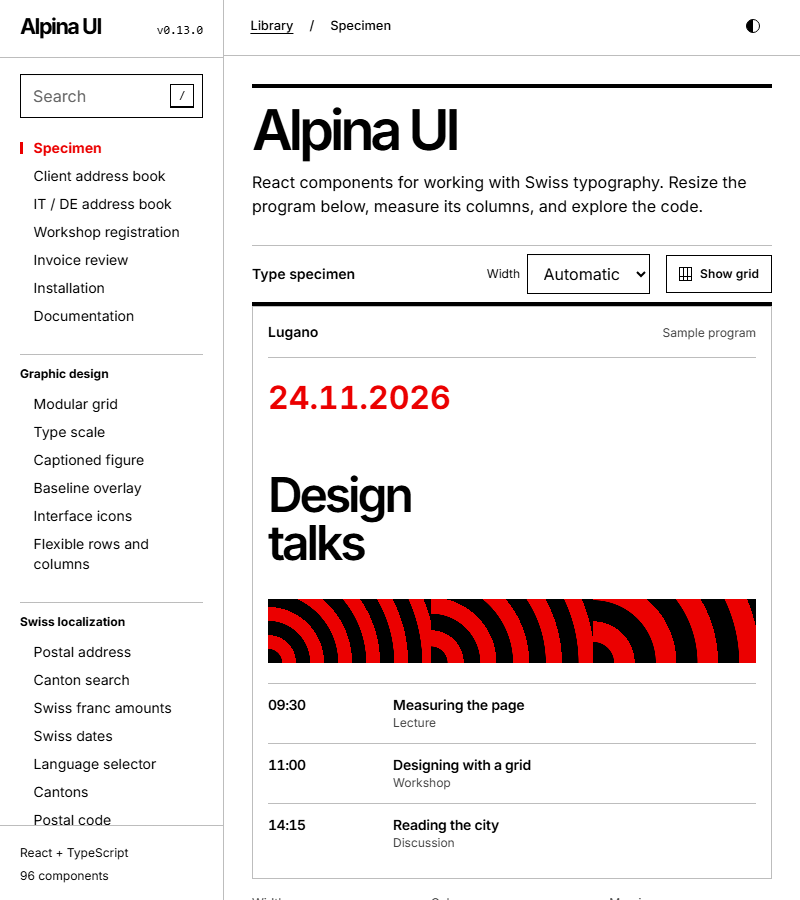 Alpina UI
v0.13.0
Search
/
Specimen
Client address book
IT / DE address book
Workshop registration
Invoice review
Installation
Documentation
Graphic design
Modular grid
Type scale
Captioned figure
Baseline overlay
Interface icons
Flexible rows and
columns
Swiss localization
Postal address
Canton search
Swiss franc amounts
Swiss dates
Language selector
Cantons
Postal code
React + TypeScript
96 components
Library / Specimen
Alpina UI
React components for working with Swiss typography. Resize the
program below, measure its columns, and explore the code.
Type specimen
Width
Automatic
Show grid
Lugano
Sample program
24.11.2026
Design
talks
09:30
Measuring the page
Lecture
11:00
Designing with a grid
Workshop
14:15
Reading the city
Discussion